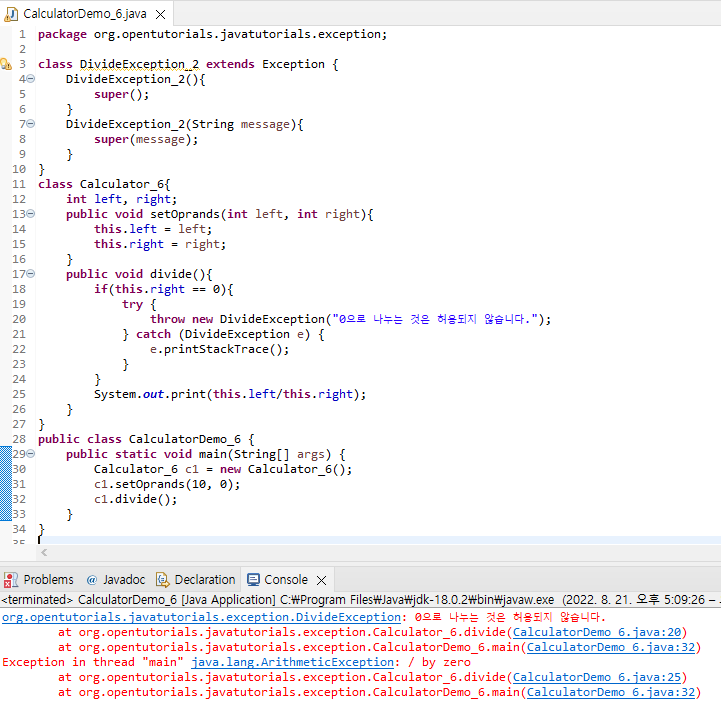 CalculatorDemo_6.java
1 package org.opentutorials.javatutorials.exception;
2
3 class DivideException_2 extends Exception {
4     DivideException_2(){
5         super();
6     }
7     DivideException_2(String message){
8         super(message);
9     }
10 }
11 class Calculator_6{
12     int left, right;
13     public void setOprands(int left, int right){
14         this.left = left;
15         this.right = right;
16     }
17     public void divide(){
18         if(this.right == 0){
19             try {
20                 throw new DivideException("0으로 나누는 것은 허용되지 않습니다.");
21             } catch (DivideException e) {
22                 e.printStackTrace();
23             }
24         }
25         System.out.print(this.left/this.right);
26     }
27 }
28 public class CalculatorDemo_6 {
29     public static void main(String[] args) {
30         Calculator_6 c1 = new Calculator_6();
31         c1.setOprands(10, 0);
32         c1.divide();
33     }
34 }
35
Problems @ Javadoc Declaration Console
<terminated> CalculatorDemo_6 [Java Application] C:₩Program Files₩Java₩jdk-18.0.2₩bin₩javaw.exe (2022. 8. 21. 오후 5:09:26 –
org.opentutorials.javatutorials.exception.DivideException: 0으로 나누는 것은 허용되지 않습니다.
at org.opentutorials.javatutorials.exception.Calculator_6.divide(CalculatorDemo_6.java:20)
at org.opentutorials.javatutorials.exception.CalculatorDemo_6.main(CalculatorDemo_6.java:32)
Exception in thread "main" java.lang.ArithmeticException: / by zero
at org.opentutorials.javatutorials.exception.Calculator_6.divide(CalculatorDemo_6.java:25)
at org.opentutorials.javatutorials.exception.CalculatorDemo_6.main(CalculatorDemo_6.java:32)